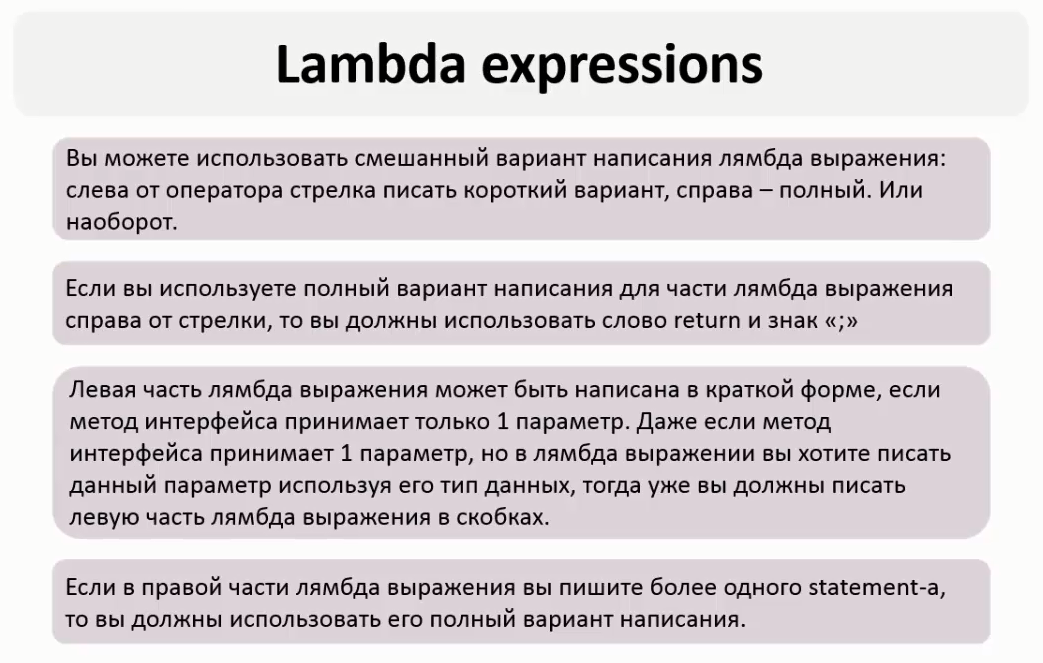 Lambda expressions
Вы можете использовать смешанный вариант написания лямбда выражения:
слева от оператора стрелка писать короткий вариант, справа – полный. Или
наоборот.
Если вы используете полный вариант написания для части лямбда выражения
справа от стрелки, то вы должны использовать слово return и знак «;»
Левая часть лямбда выражения может быть написана в краткой форме, если
метод интерфейса принимает только 1 параметр. Даже если метод
интерфейса принимает 1 параметр, но в лямбда выражении вы хотите писать
данный параметр используя его тип данных, тогда уже вы должны писать
левую часть лямбда выражения в скобках.
Если в правой части лямбда выражения вы пишите более одного statement-а,
то вы должны использовать его полный вариант написания.